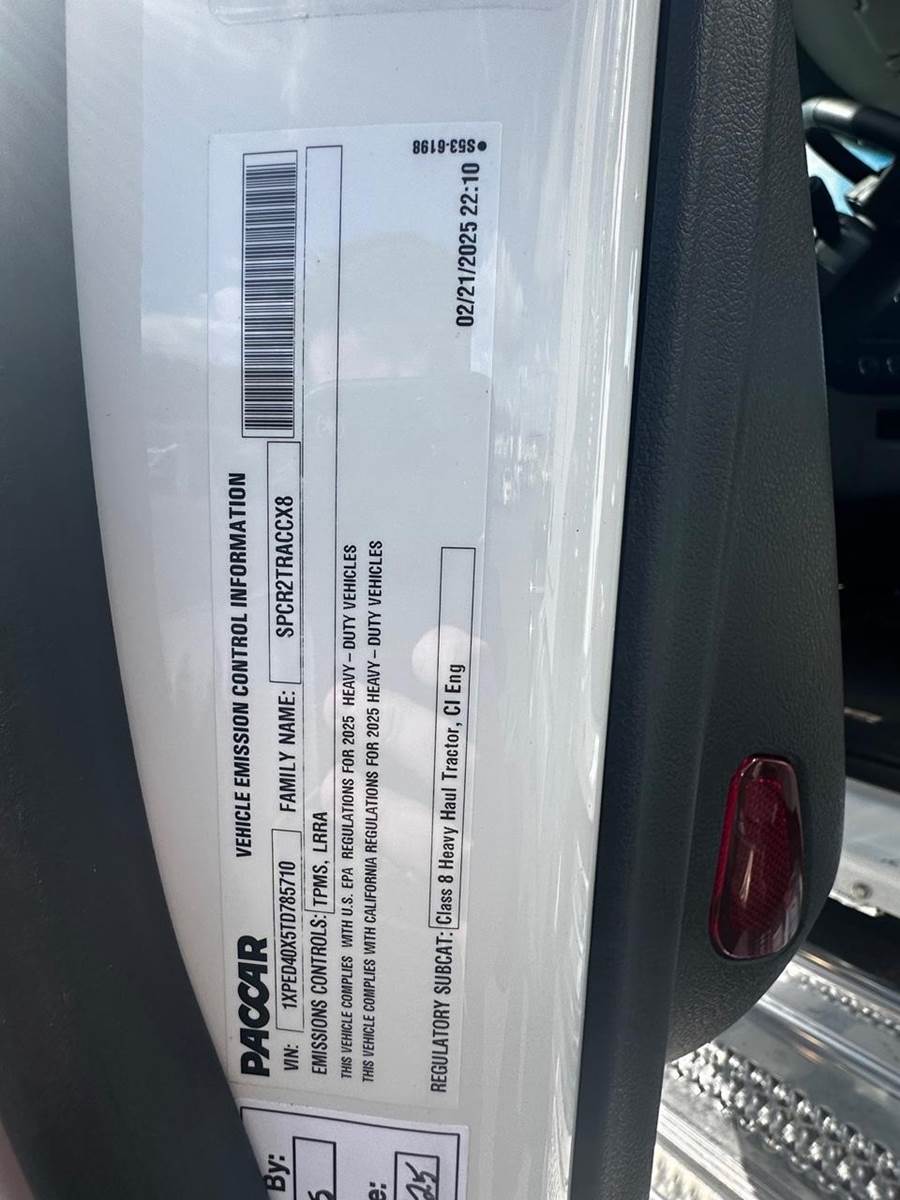 PACCAR VEHICLE EMISSION CONTROL INFORMATION
VIN: 1XPED40X5TD785710 FAMILY NAME: SPCR2TRACCX8
EMISSIONS CONTROLS: TPMS, LRRA
THIS VEHICLE COMPLIES WITH U.S. EPA REGULATIONS FOR 2025 HEAVY – DUTY VEHICLES
THIS VEHICLE COMPLIES WITH CALIFORNIA REGULATIONS FOR 2025 HEAVY – DUTY VEHICLES
REGULATORY SUBCAT: Class 8 Heavy Haul Tractor, CI Eng
02/21/2025 22:10
●S53-6198
By:
25